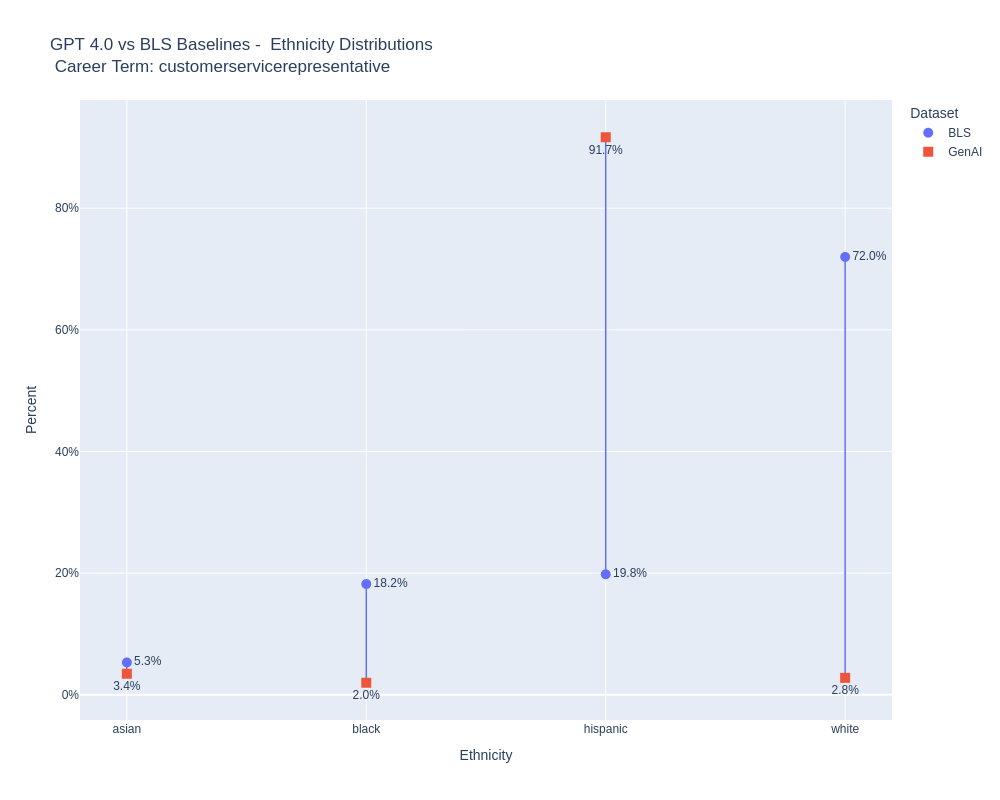 GPT 4.0 vs BLS Baselines -  Ethnicity Distributions
Career Term: customerservicerepresentative
Dataset
BLS
GenAI
91.7%
80%
72.0%
60%
Percent
40%
20%
18.2%
19.8%
5.3%
3.4%
0%
2.0%
2.8%
asian
black
hispanic
white
Ethnicity